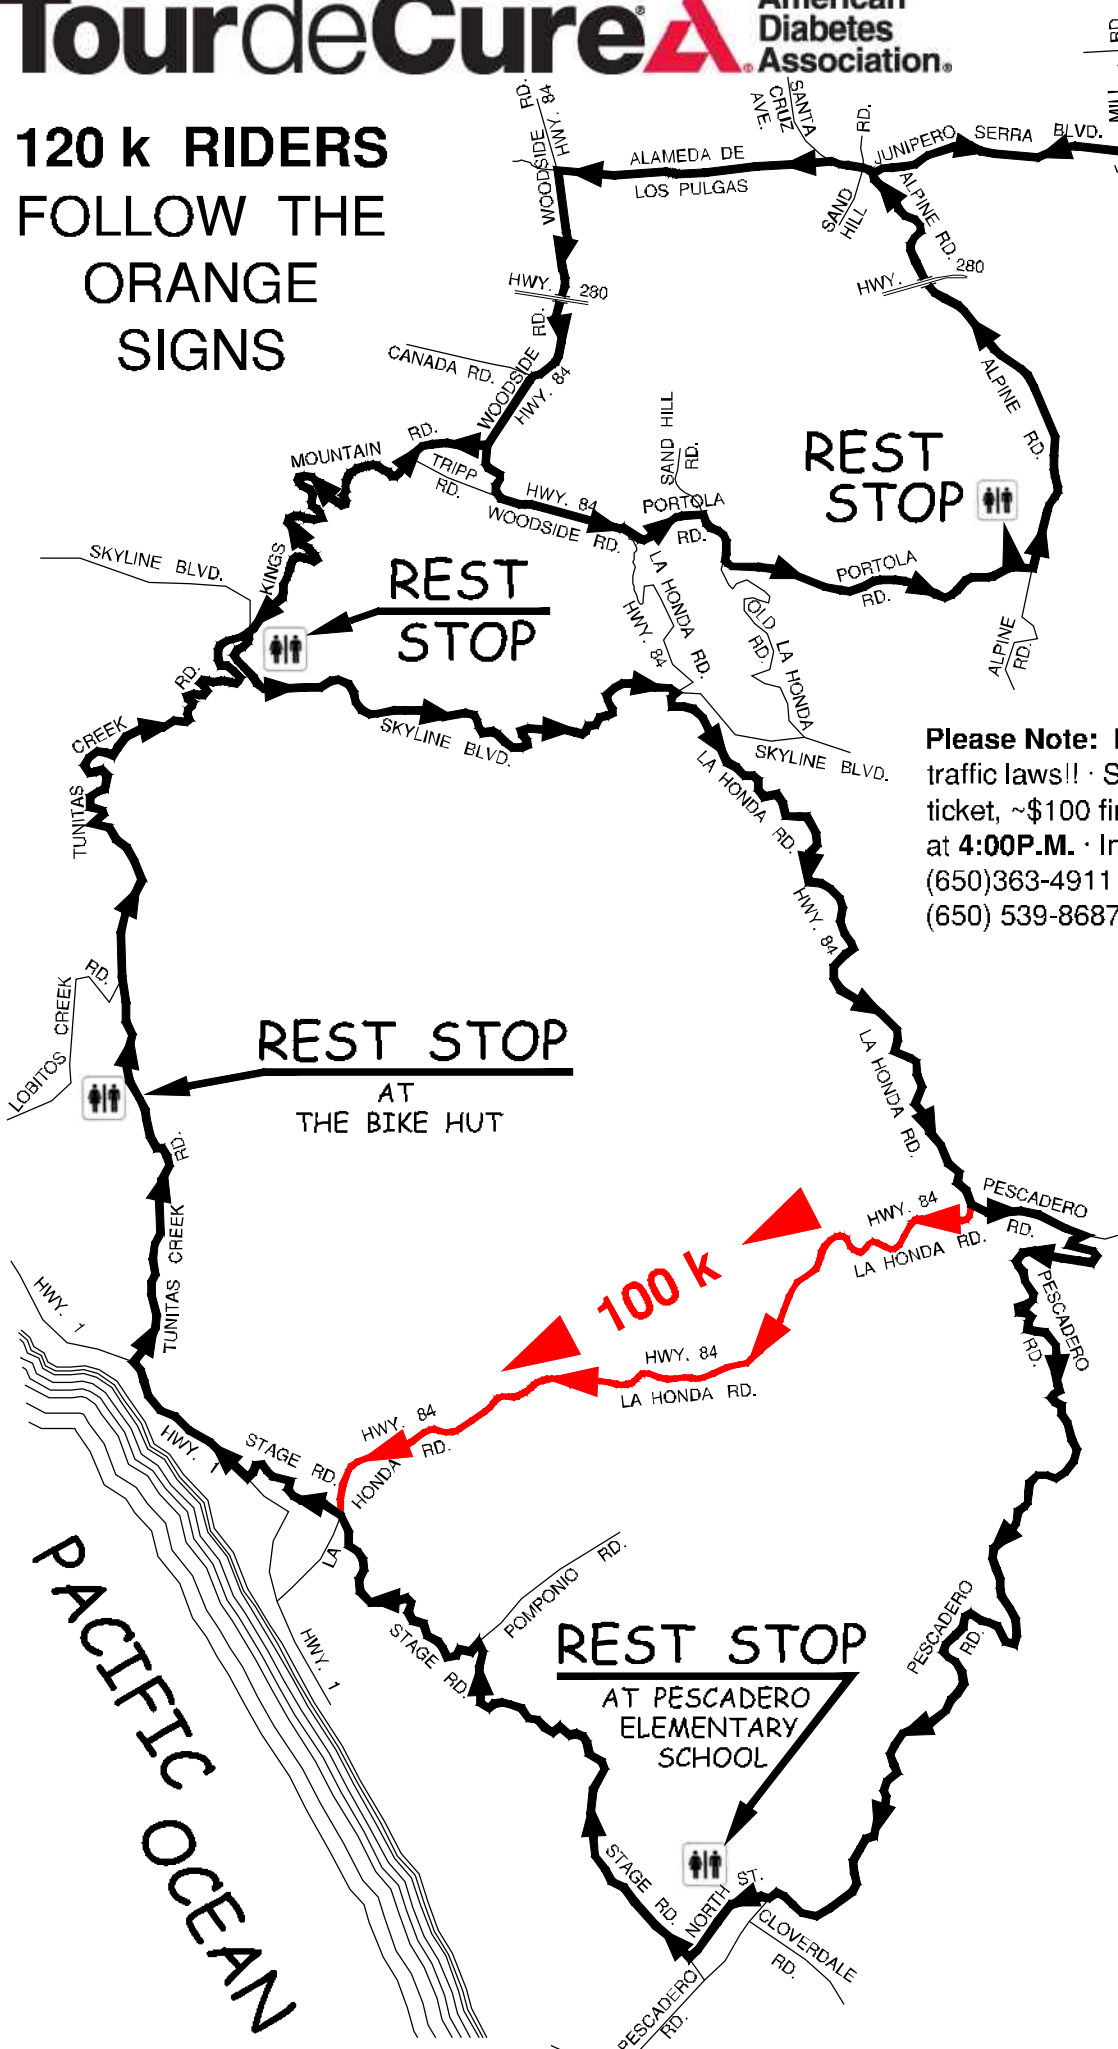 TourdeCure
American
Diabetes
Association®
120 k RIDERS
FOLLOW THE
ORANGE
SIGNS
WOODSIDE RD.
HWY. 84
SANTA
CRUZ
AVE.
SAND HILL RD.
JUNIPERO SERRA BLVD.
MILL RD
ALAMEDA DE
LOS PULGAS
ALPINE RD.
HWY. 280
HWY. 280
WOODSIDE RD.
HWY. 84
CANADA RD.
ALPINE RD.
MOUNTAIN RD.
TRIPP
RD.
HWY. 84
WOODSIDE RD.
SAND HILL
RD.
PORTOLA
RD.
REST
STOP
SKYLINE BLVD.
KINGS
REST
STOP
LA HONDA RD.
HWY. 84
OLD LA HONDA
RD.
PORTOLA
RD.
ALPINE
RD.
TUNITAS CREEK RD.
SKYLINE BLVD.
SKYLINE BLVD.
LA HONDA RD.
HWY. 84
Please Note:
traffic laws!! · S
ticket, ~$100 fi
at 4:00P.M. · In
(650)363-4911
(650) 539-8687
LOBITOS CREEK RD.
REST STOP
AT
THE BIKE HUT
LA HONDA RD.
TUNITAS CREEK RD.
HWY. 84
LA HONDA RD.
PESCADERO
RD.
100 k
HWY. 1
HWY. 84
LA HONDA RD.
PESCADERO
RD.
HWY. 84
LA HONDA RD.
HWY. 1
STAGE RD.
PACIFIC OCEAN
POMPONIO RD.
STAGE RD.
HWY. 1
PESCADERO
RD.
REST STOP
AT PESCADERO
ELEMENTARY
SCHOOL
STAGE RD.
NORTH ST.
CLOVERDALE
RD.
PESCADERO
RD.